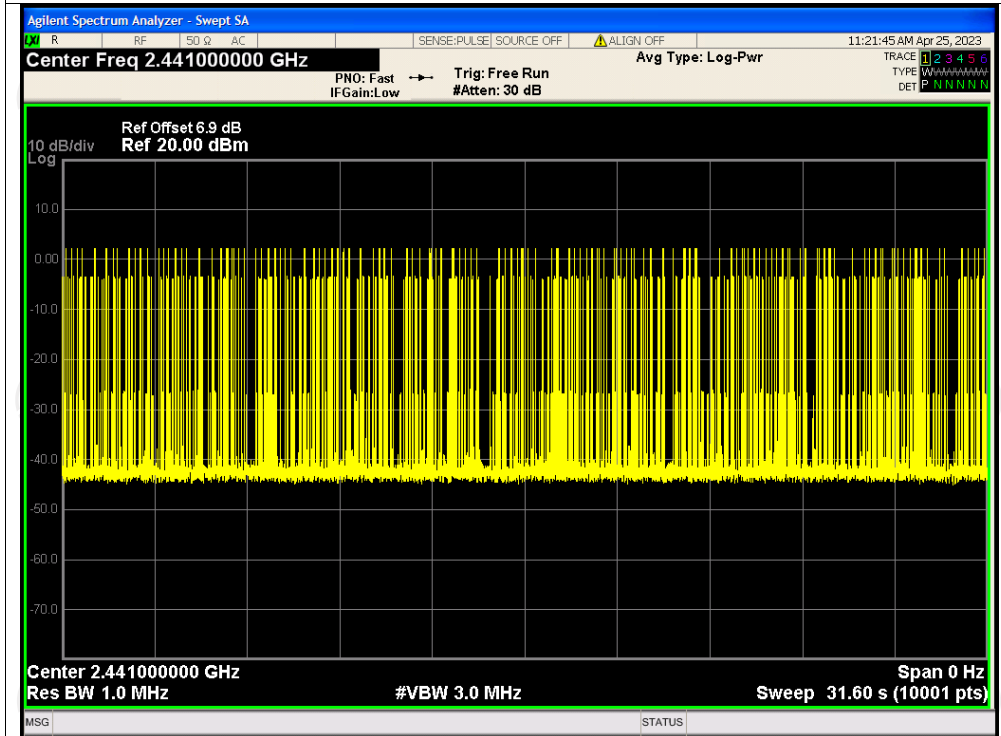 Agilent Spectrum Analyzer - Swept SA
LXI R RF 50 Ω AC SENSE:PULSE SOURCE OFF ALIGN OFF 11:21:45 AM Apr 25, 2023
Center Freq 2.441000000 GHz Avg Type: Log-Pwr TRACE 1 2 3 4 5 6
PNO: Fast Trig: Free Run TYPE WWWWWW
IFGain:Low #Atten: 30 dB DET P N N N N N
Ref Offset 6.9 dB
10 dB/div Ref 20.00 dBm
Log
10.0
0.00
-10.0
-20.0
-30.0
-40.0
-50.0
-60.0
-70.0
Center 2.441000000 GHz Span 0 Hz
Res BW 1.0 MHz #VBW 3.0 MHz Sweep 31.60 s (10001 pts)
MSG STATUS